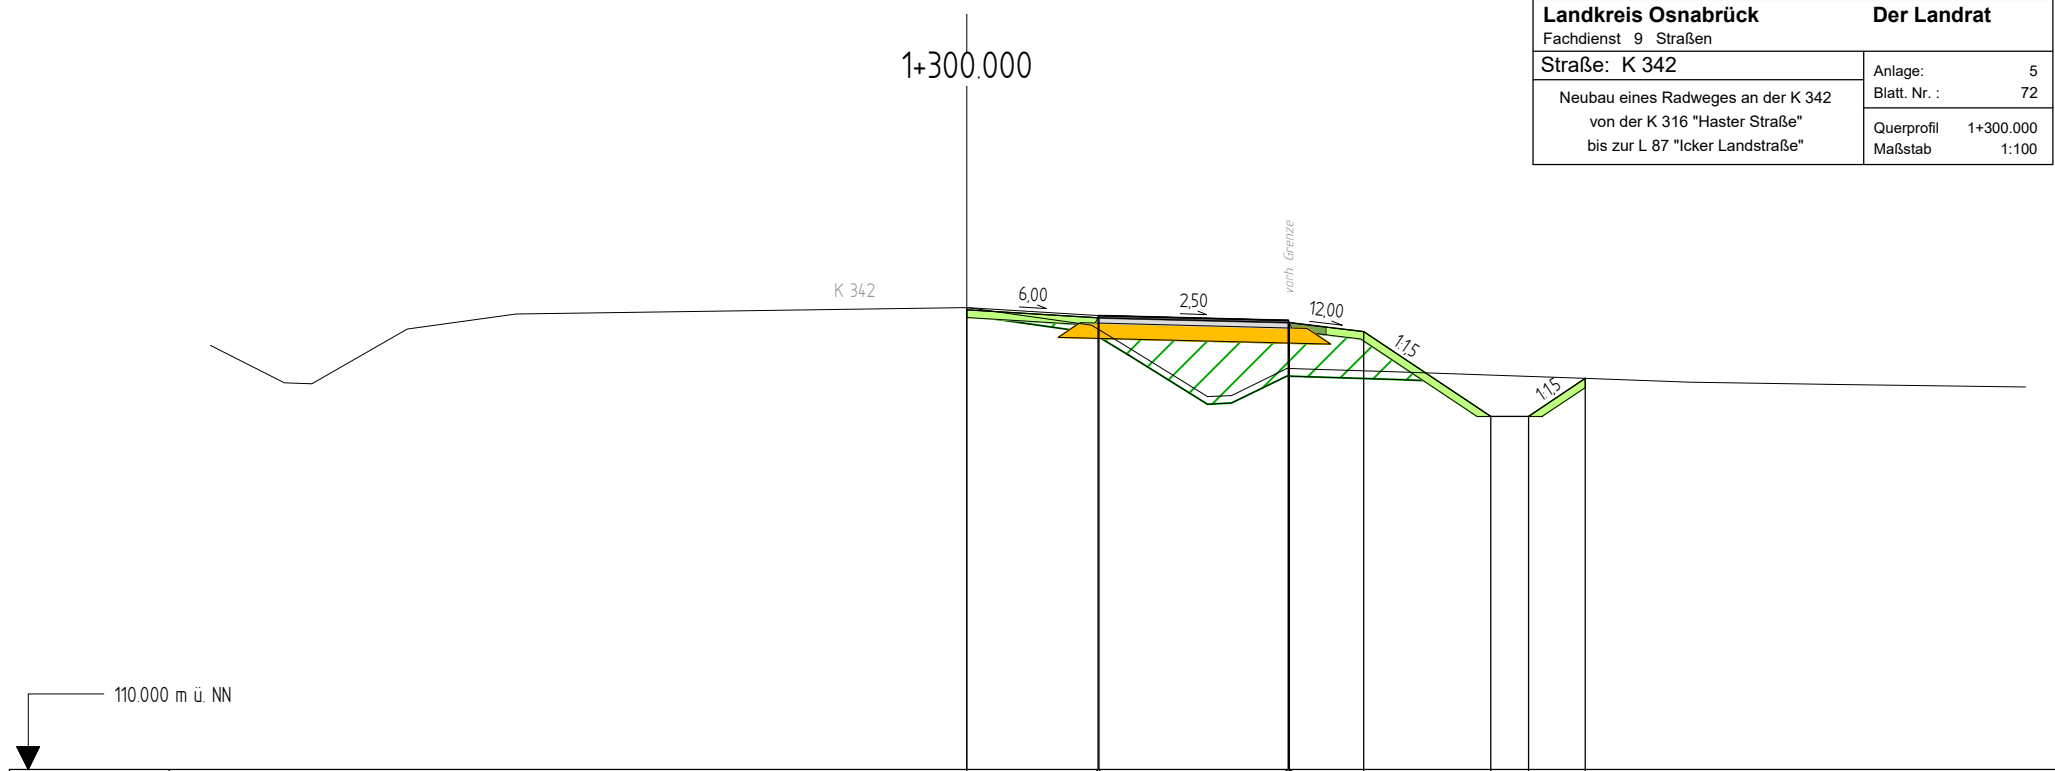 Landkreis Osnabrück Der Landrat
Fachdienst 9 Straßen
Straße: K 342
Anlage: 5
Blatt. Nr. : 72
Neubau eines Radweges an der K 342
von der K 316 "Haster Straße"
bis zur L 87 "Icker Landstraße"
Querprofil 1+300.000
Maßstab 1:100
1+300.000
vorh. Grenze
K 342
6,00
2,50
12,00
1:1,5
1:1,5
110.000 m ü. NN